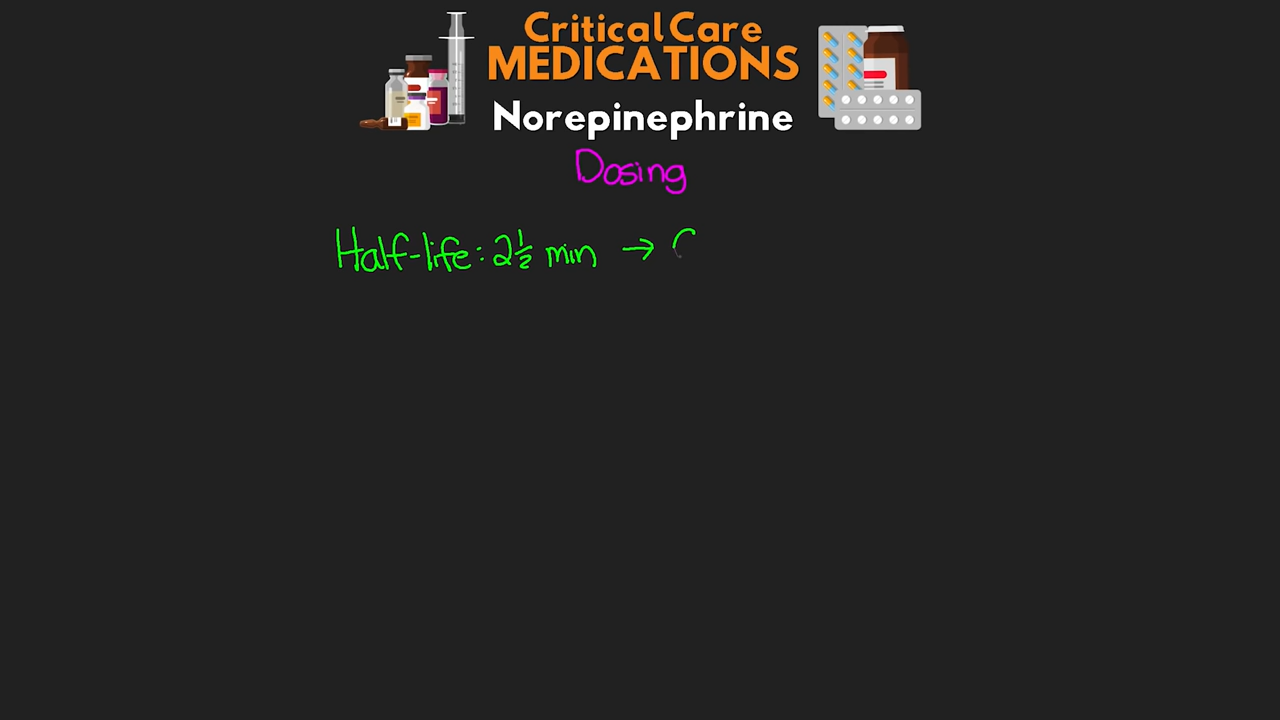 Critical Care
MEDICATIONS
Norepinephrine
Dosing
Half-life: 2½ min →